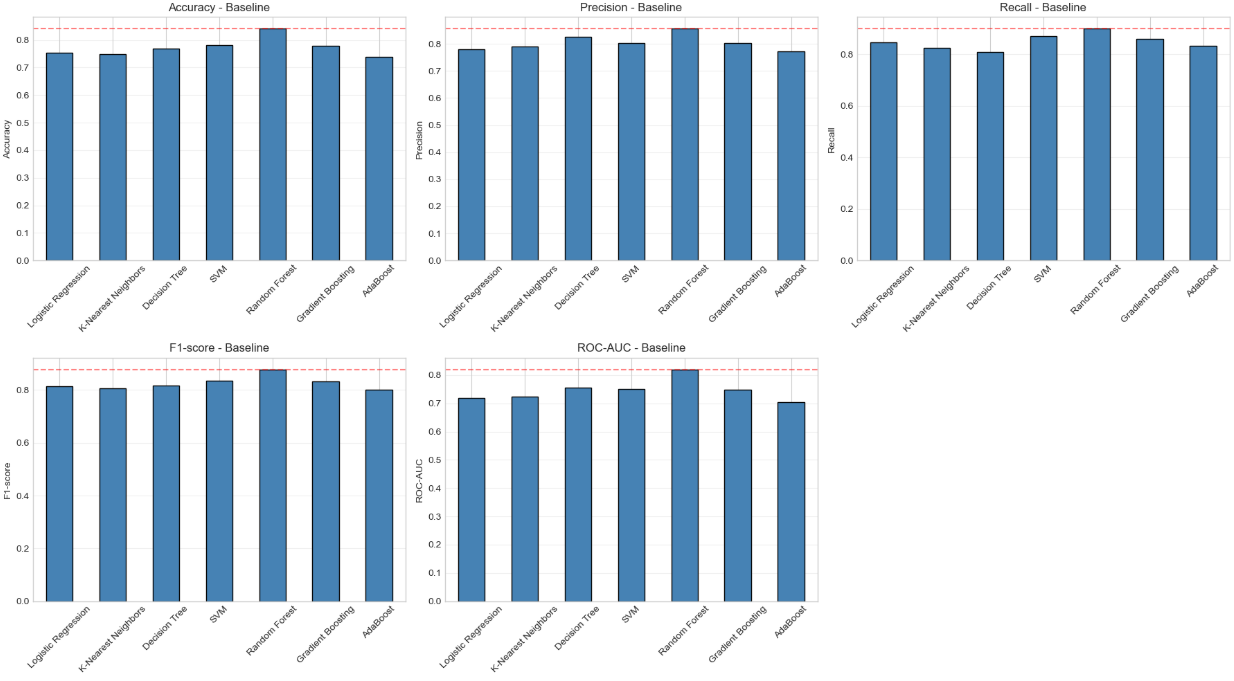 Accuracy - Baseline
Accuracy
0.8
0.7
0.6
0.5
0.4
0.3
0.2
0.1
0.0
Logistic Regression
K-Nearest Neighbors
Decision Tree
SVM
Random Forest
Gradient Boosting
AdaBoost
Precision - Baseline
Precision
0.8
0.7
0.6
0.5
0.4
0.3
0.2
0.1
0.0
Logistic Regression
K-Nearest Neighbors
Decision Tree
SVM
Random Forest
Gradient Boosting
AdaBoost
Recall - Baseline
Recall
0.8
0.6
0.4
0.2
0.0
Logistic Regression
K-Nearest Neighbors
Decision Tree
SVM
Random Forest
Gradient Boosting
AdaBoost
F1-score - Baseline
F1-score
0.8
0.6
0.4
0.2
0.0
Logistic Regression
K-Nearest Neighbors
Decision Tree
SVM
Random Forest
Gradient Boosting
AdaBoost
ROC-AUC - Baseline
ROC-AUC
0.8
0.7
0.6
0.5
0.4
0.3
0.2
0.1
0.0
Logistic Regression
K-Nearest Neighbors
Decision Tree
SVM
Random Forest
Gradient Boosting
AdaBoost